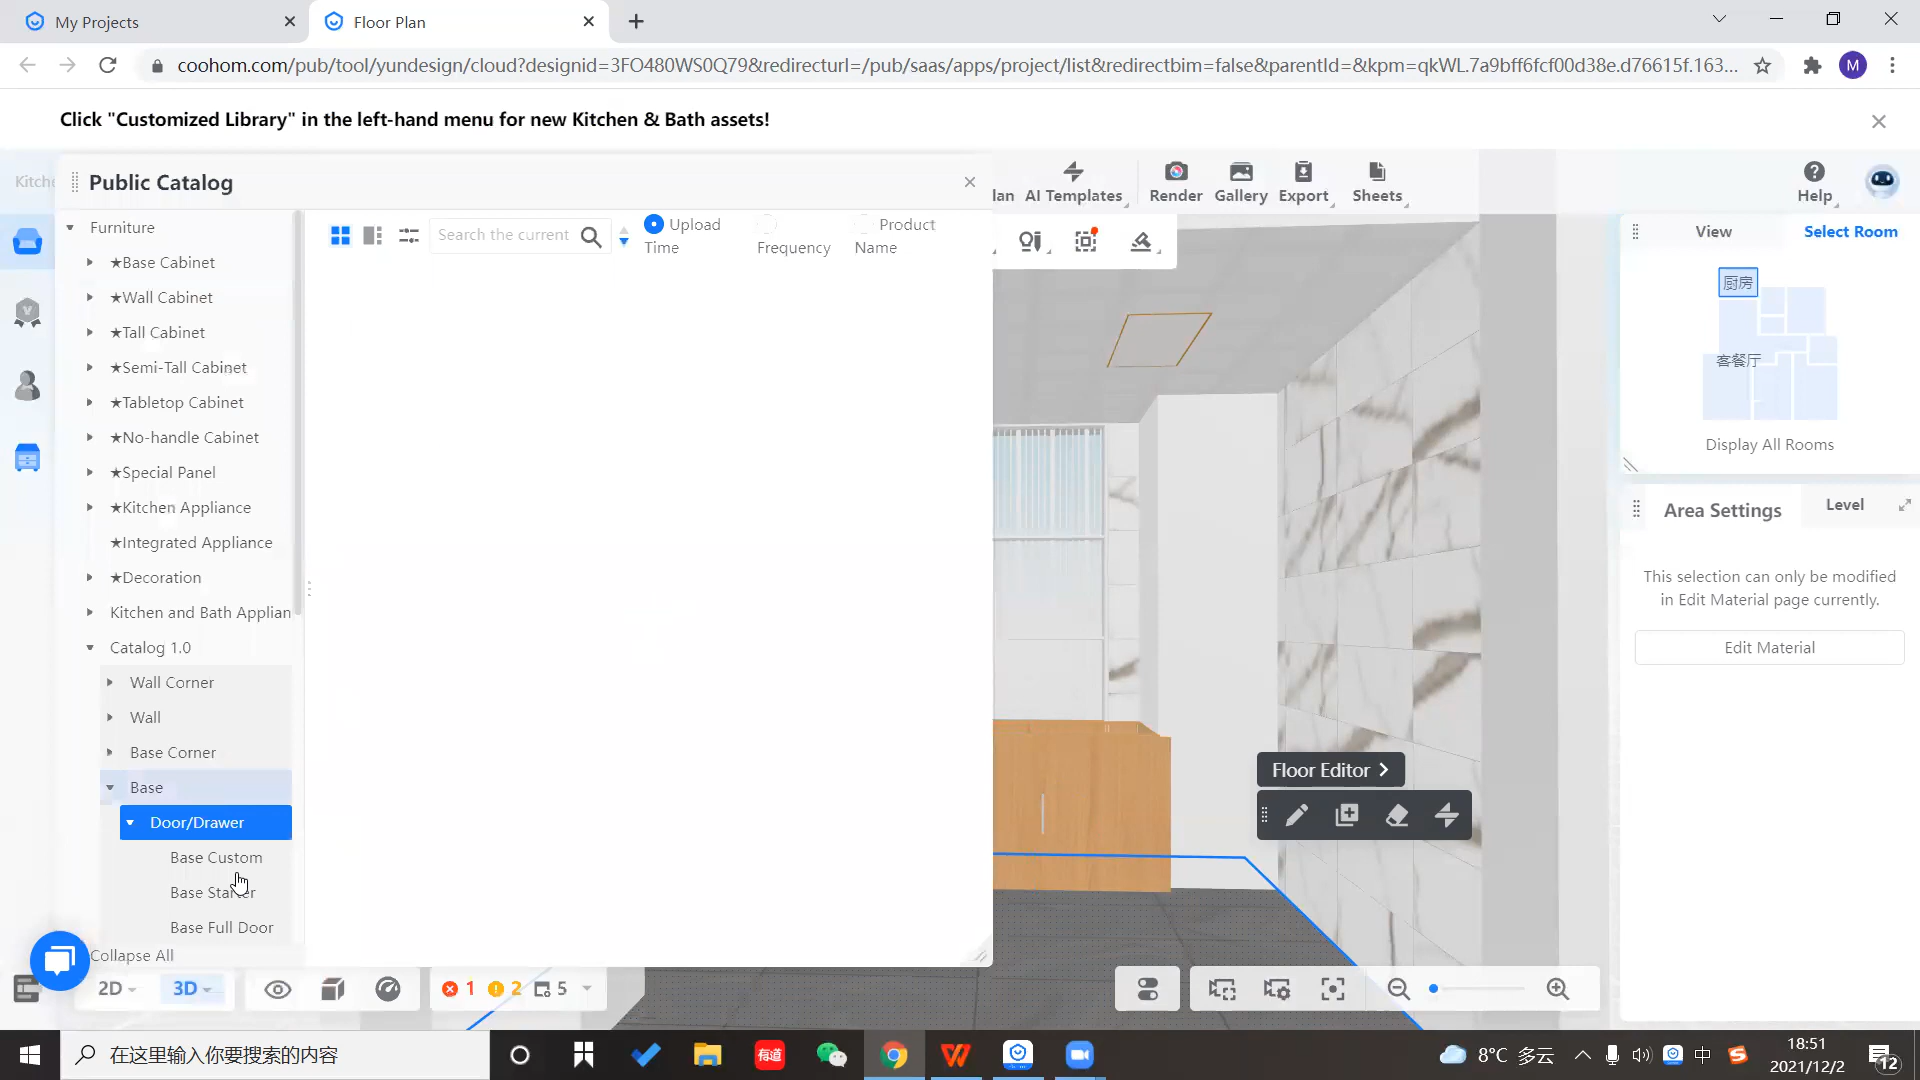 My Projects
Floor Plan
coohom.com/pub/tool/yundesign/cloud?designid=3FO480WS0Q79&redirecturl=/pub/saas/apps/project/list&redirectbim=false&parentId=&kpm=qkWL.7a9bff6fcf00d38e.d76615f.163...
M
Click "Customized Library" in the left-hand menu for new Kitchen & Bath assets!
Kitche
Public Catalog
lan
AI Templates
Render
Gallery
Export
Sheets
Help
Furniture
★Base Cabinet
★Wall Cabinet
★Tall Cabinet
★Semi-Tall Cabinet
★Tabletop Cabinet
★No-handle Cabinet
★Special Panel
★Kitchen Appliance
★Integrated Appliance
★Decoration
Kitchen and Bath Applian
Catalog 1.0
Wall Corner
Wall
Base Corner
Base
Door/Drawer
Base Custom
Base Starter
Base Full Door
Collapse All
Search the current
Upload Time
Frequency
Product Name
View
Select Room
厨房
客餐厅
Display All Rooms
Area Settings
Level
This selection can only be modified
in Edit Material page currently.
Edit Material
Floor Editor
2D
3D
1
2
5
在这里输入你要搜索的内容
有道
8°C 多云
中
18:51
2021/12/2
12